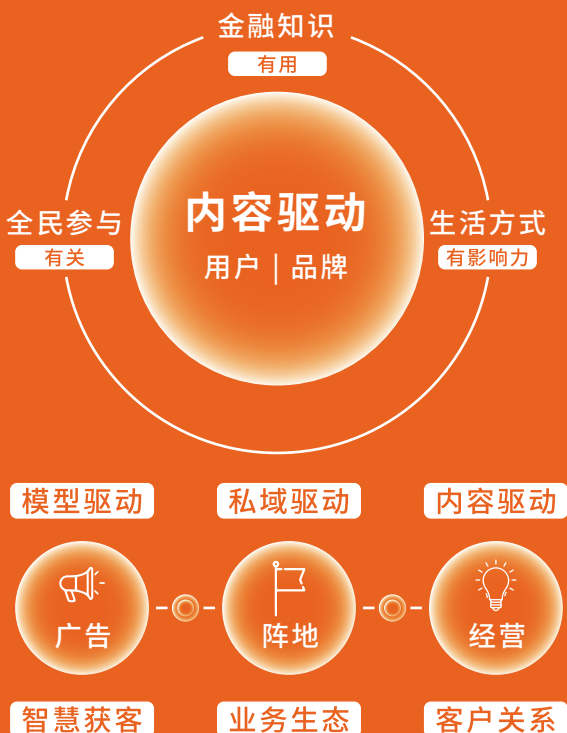 金融知识
有用
内容驱动
用户 | 品牌
全民参与
有关
生活方式
有影响力
模型驱动
私域驱动
内容驱动
广告
阵地
经营
智慧获客
业务生态
客户关系